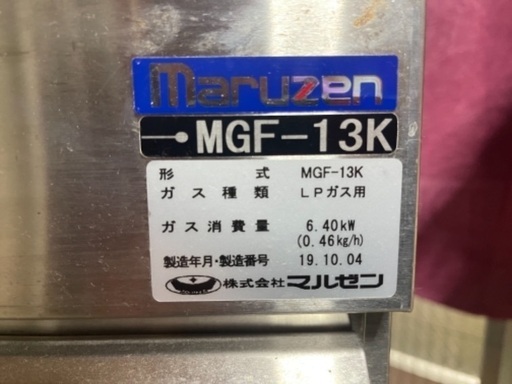 maruzen
MGF-13K
形式 MGF-13K
ガス種類 LPガス用
ガス消費量 6.40kW
(0.46kg/h)
製造年月・製造番号 19.10.04
株式会社マルゼン